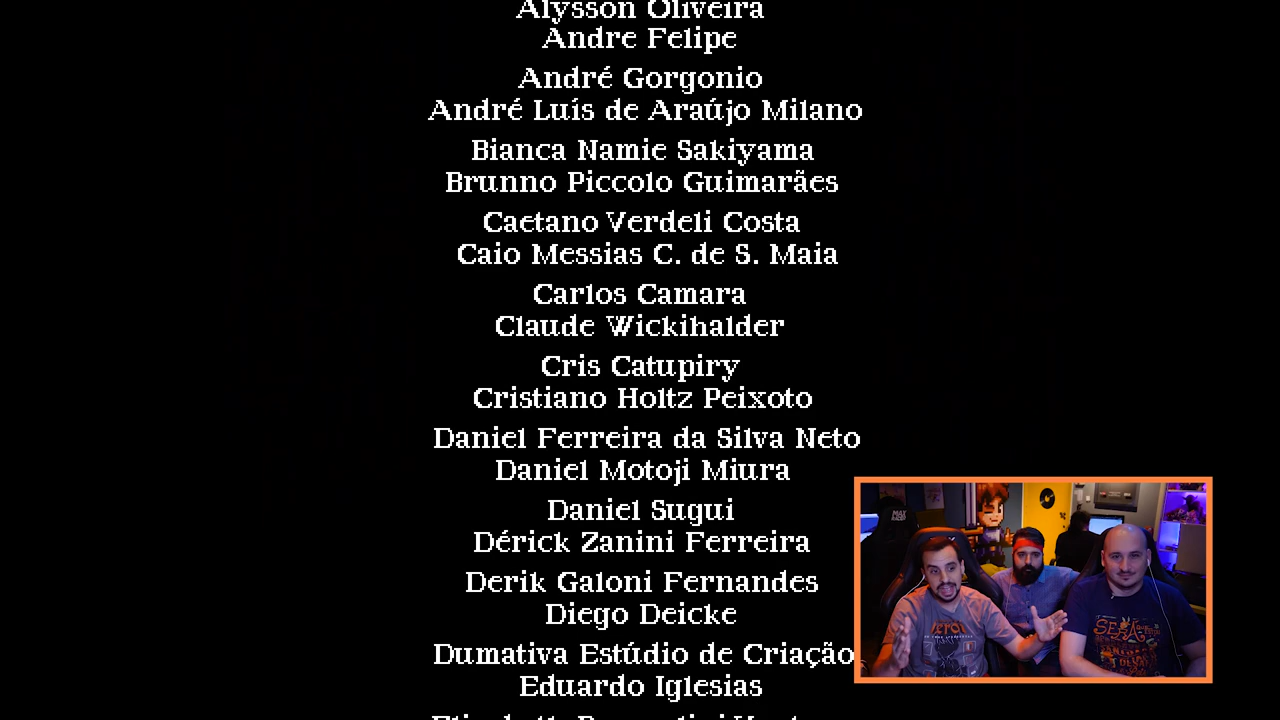 Alysson Oliveira
Andre Felipe
André Gorgonio
André Luís de Araújo Milano
Bianca Namie Sakiyama
Brunno Piccolo Guimarães
Caetano Verdeli Costa
Caio Messias C. de S. Maia
Carlos Camara
Claude Wickihalder
Cris Catupiry
Cristiano Holtz Peixoto
Daniel Ferreira da Silva Neto
Daniel Motoji Miura
Daniel Sugui
Dérick Zanini Ferreira
Derik Galoni Fernandes
Diego Deicke
Dumativa Estúdio de Criação
Eduardo Iglesias
SERÁ